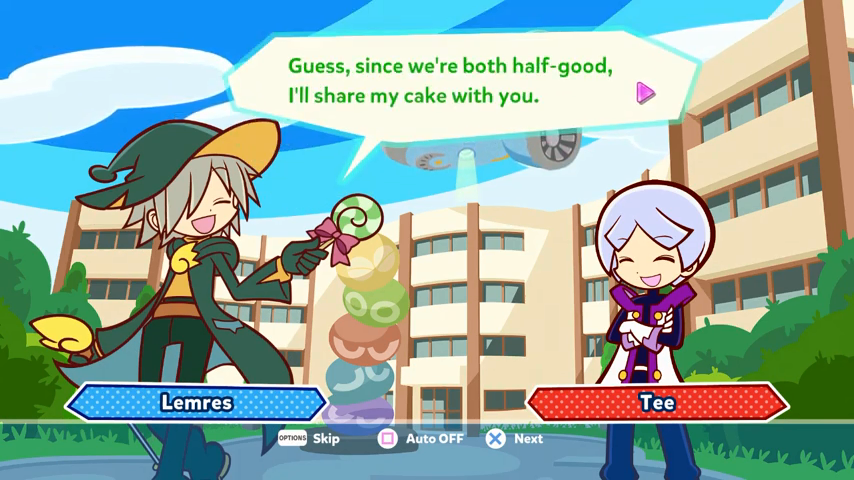 Guess, since we're both half-good,
I'll share my cake with you.
Lemres
Tee
OPTIONS Skip
Auto OFF
Next